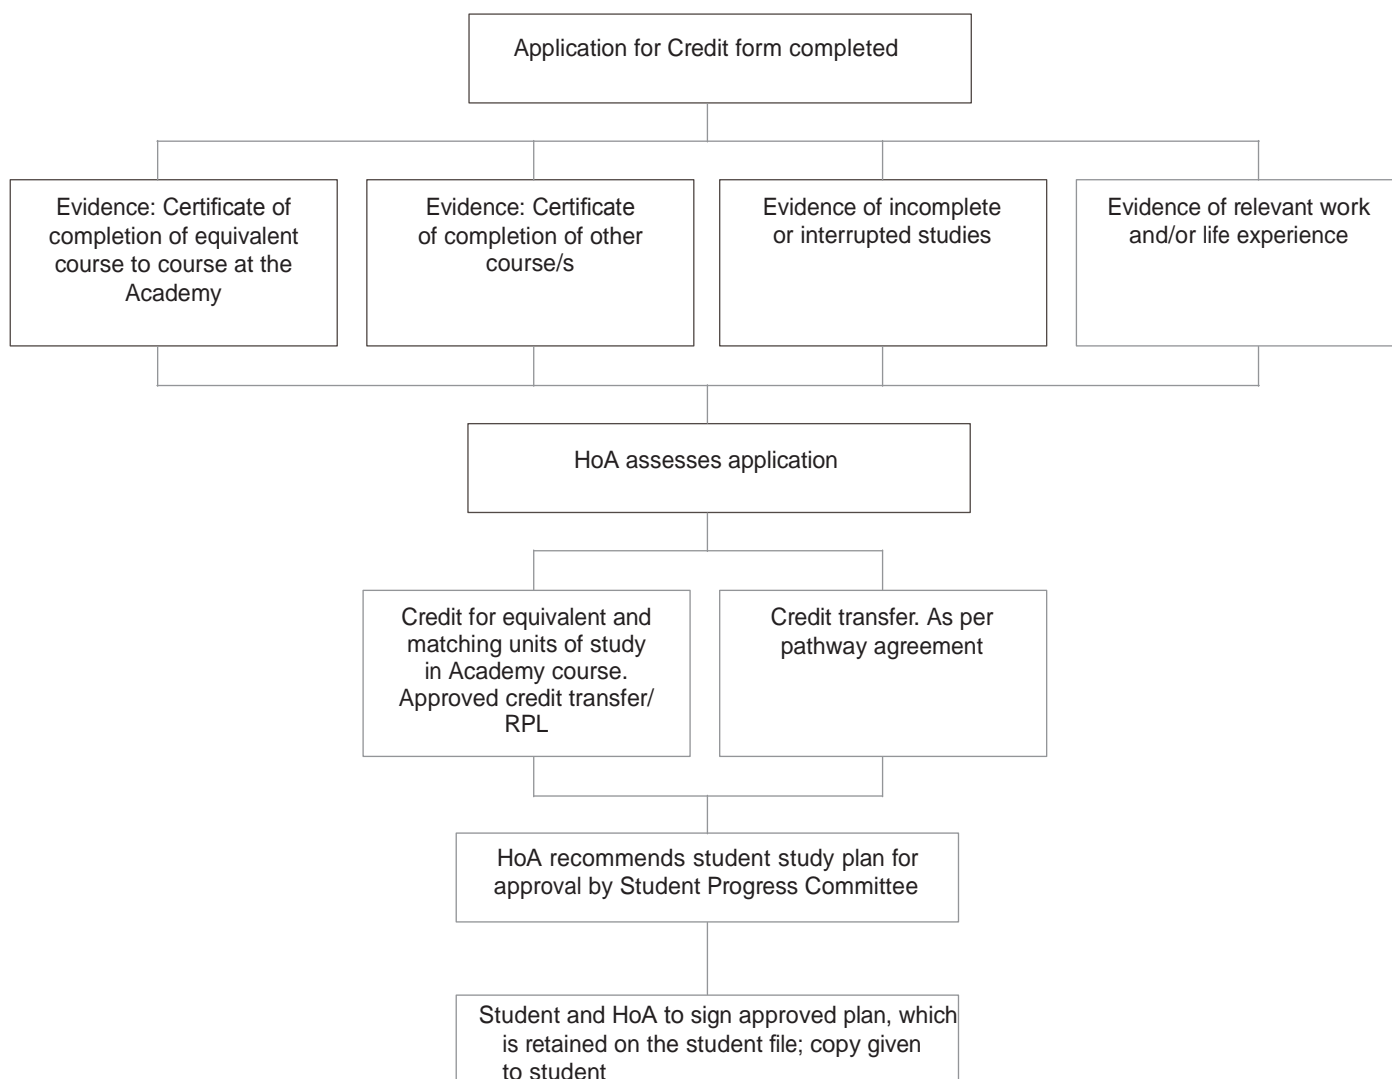 Application for Credit form completed
Evidence: Certificate of
completion of equivalent
course to course at the
Academy
Evidence: Certificate
of completion of other
course/s
Evidence of incomplete
or interrupted studies
Evidence of relevant work
and/or life experience
HoA assesses application
Credit for equivalent and
matching units of study
in Academy course.
Approved credit transfer/
RPL
Credit transfer. As per
pathway agreement
HoA recommends student study plan for
approval by Student Progress Committee
Student and HoA to sign approved plan, which
is retained on the student file; copy given
to student